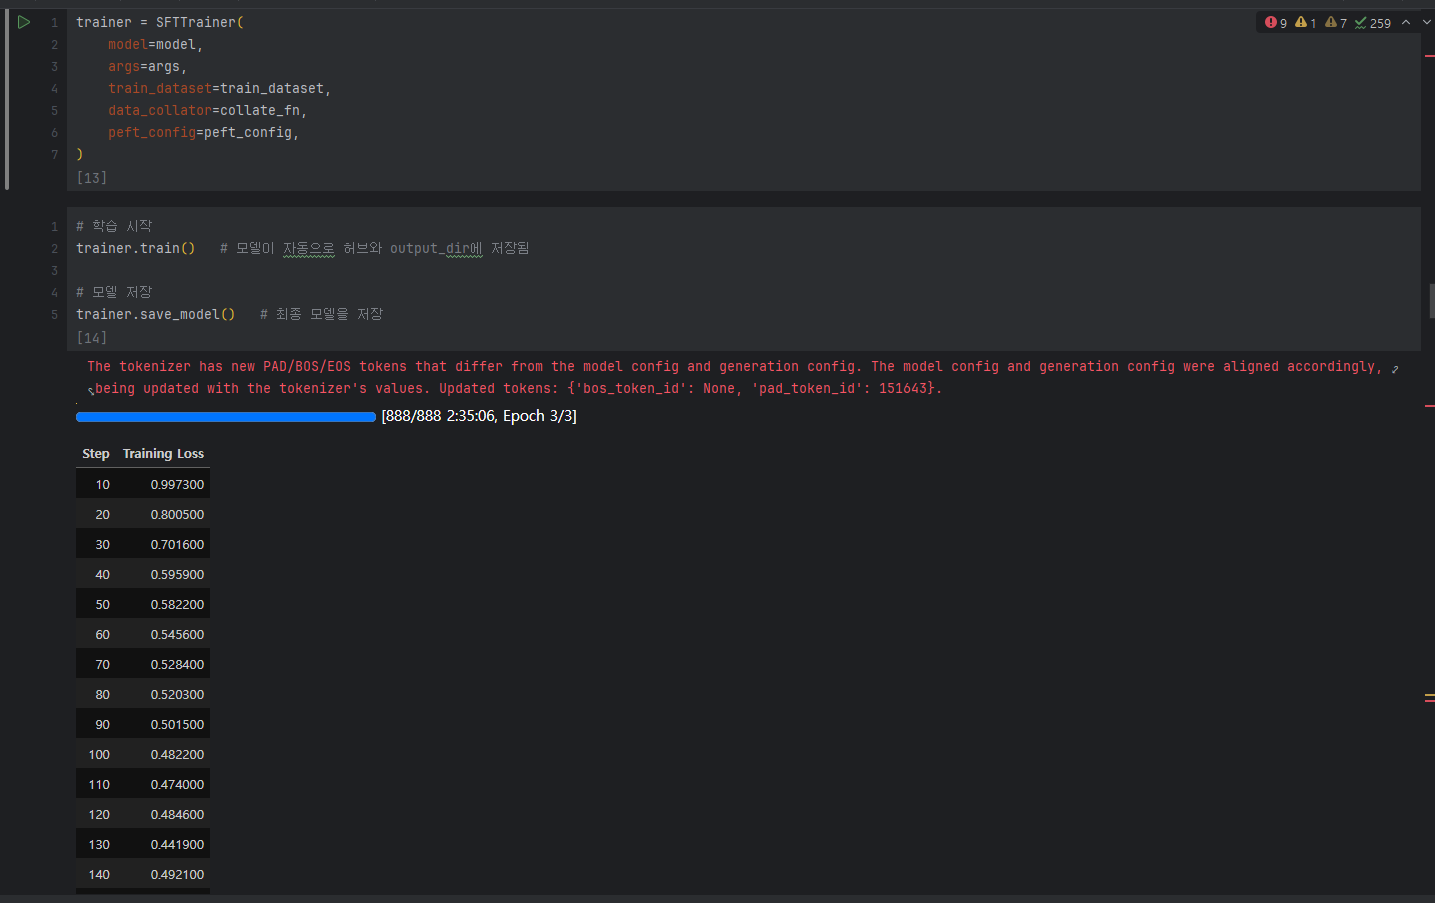 1 trainer = SFTTrainer(
2 model=model,
3 args=args,
4 train_dataset=train_dataset,
5 data_collator=collate_fn,
6 peft_config=peft_config,
7 )
[13]
9 1 7 259
1 # 학습 시작
2 trainer.train() # 모델이 자동으로 허브와 output_dir에 저장됨
3
4 # 모델 저장
5 trainer.save_model() # 최종 모델을 저장
[14]
The tokenizer has new PAD/BOS/EOS tokens that differ from the model config and generation config. The model config and generation config were aligned accordingly,
being updated with the tokenizer's values. Updated tokens: {'bos_token_id': None, 'pad_token_id': 151643}.
[888/888 2:35:06, Epoch 3/3]
Step Training Loss
10 0.997300
20 0.800500
30 0.701600
40 0.595900
50 0.582200
60 0.545600
70 0.528400
80 0.520300
90 0.501500
100 0.482200
110 0.474000
120 0.484600
130 0.441900
140 0.492100